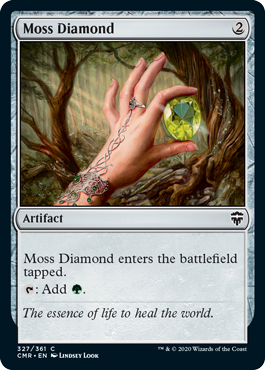 Moss Diamond 2
Artifact
Moss Diamond enters the battlefield
tapped.
: Add .
The essence of life to heal the world.
327/361 C
CMR • EN LINDSEY LOOK ™ & © 2020 Wizards of the Coast